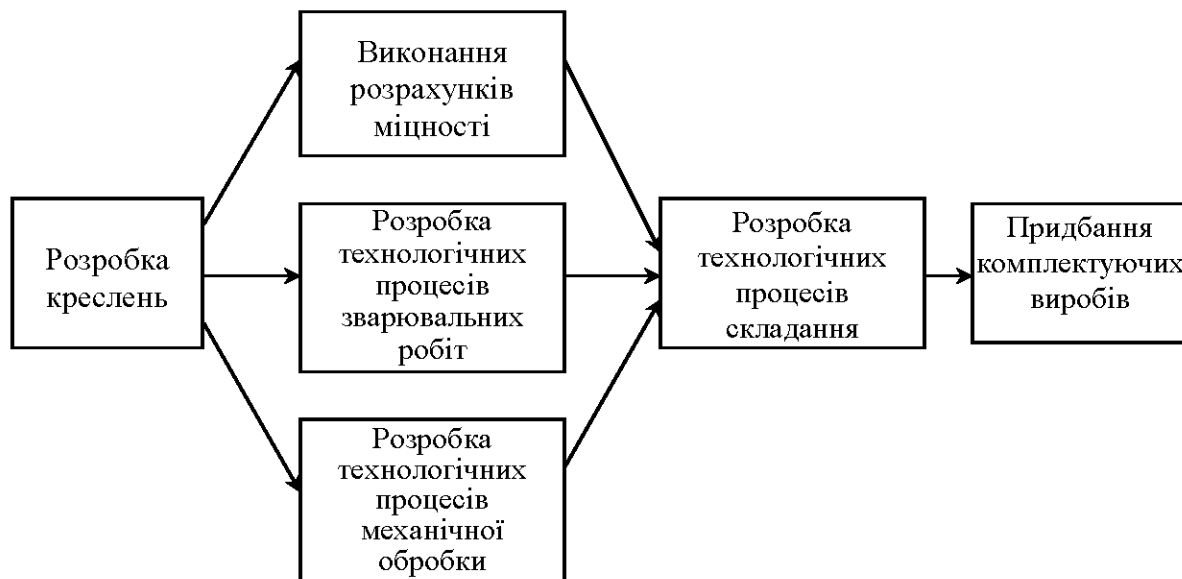 Виконання
розрахунків
міцності
Розробка
креслень
Розробка
технологічних
процесів
зварювальних
робіт
Розробка
технологічних
процесів
механічної
обробки
Розробка
технологічних
процесів
складання
Придбання
комплектуючих
виробів